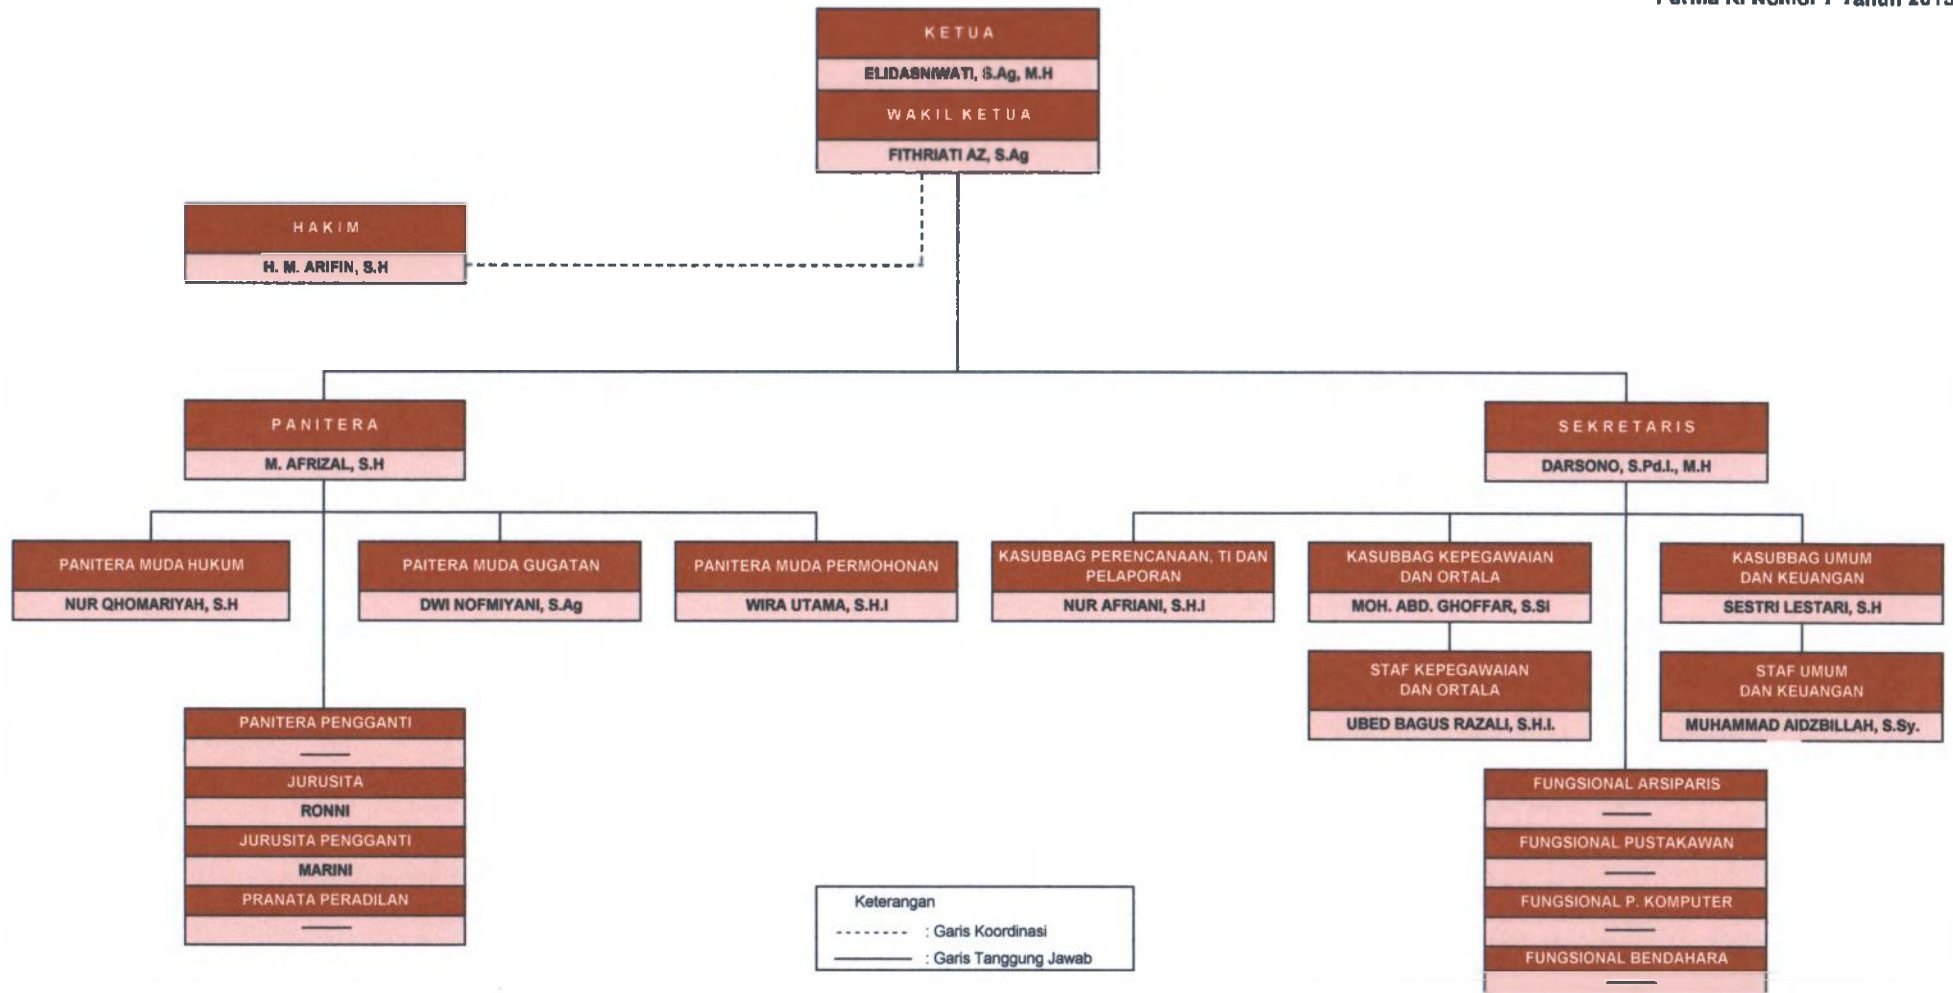 KETUA
ELIDASNIWATI, S.Ag, M.H
WAKIL KETUA
FITHRIATI AZ, S.Ag
HAKIM
H. M. ARIFIN, S.H
PANITERA
M. AFRIZAL, S.H
SEKRETARIS
DARSONO, S.Pd.I., M.H
PANITERA MUDA HUKUM
NUR QHOMARIYAH, S.H
PAITERA MUDA GUGATAN
DWI NOFMIYANI, S.Ag
PANITERA MUDA PERMOHONAN
WIRA UTAMA, S.H.I
KASUBBAG PERENCANAAN, TI DAN
PELAPORAN
NUR AFRIANI, S.H.I
KASUBBAG KEPEGAWAIAN
DAN ORTALA
MOH. ABD. GHOFFAR, S.SI
KASUBBAG UMUM
DAN KEUANGAN
SESTRI LESTARI, S.H
STAF KEPEGAWAIAN
DAN ORTALA
UBED BAGUS RAZALI, S.H.I.
STAF UMUM
DAN KEUANGAN
MUHAMMAD AIDZBILLAH, S.Sy.
PANITERA PENGGANTI
JURUSITA
RONNI
JURUSITA PENGGANTI
MARINI
PRANATA PERADILAN
FUNGSIONAL ARSIPARIS
FUNGSIONAL PUSTAKAWAN
FUNGSIONAL P. KOMPUTER
FUNGSIONAL BENDAHARA
Keterangan
: Garis Koordinasi
: Garis Tanggung Jawab